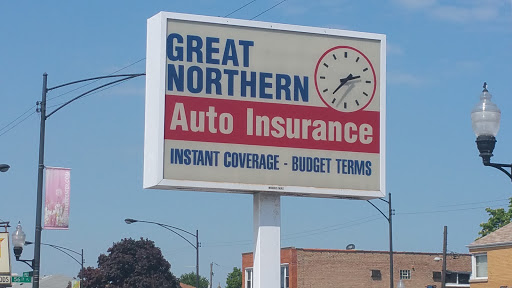 GREAT
NORTHERN
Auto Insurance
INSTANT COVERAGE - BUDGET TERMS